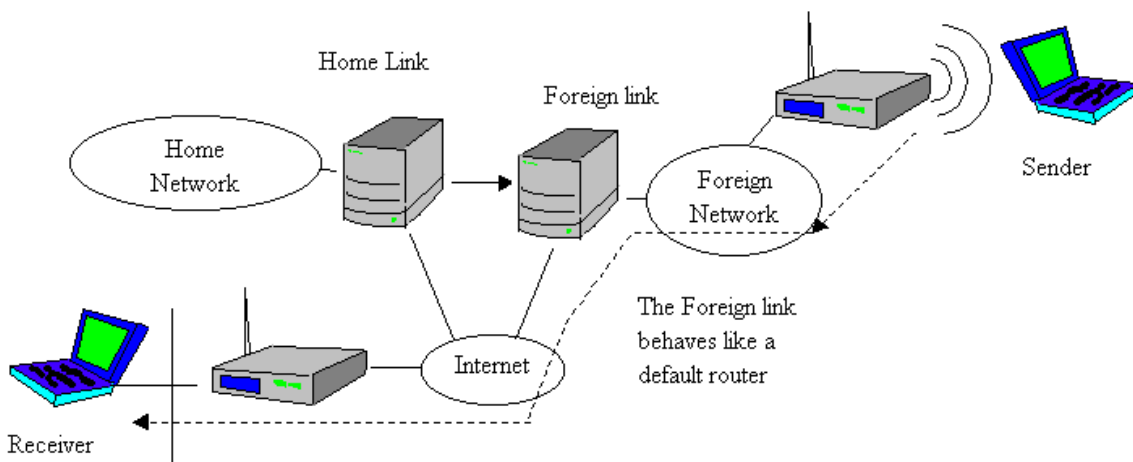 Home Link
Foreign link
Home
Network
Foreign
Network
Sender
The Foreign link
behaves like a
default router
Internet
Receiver